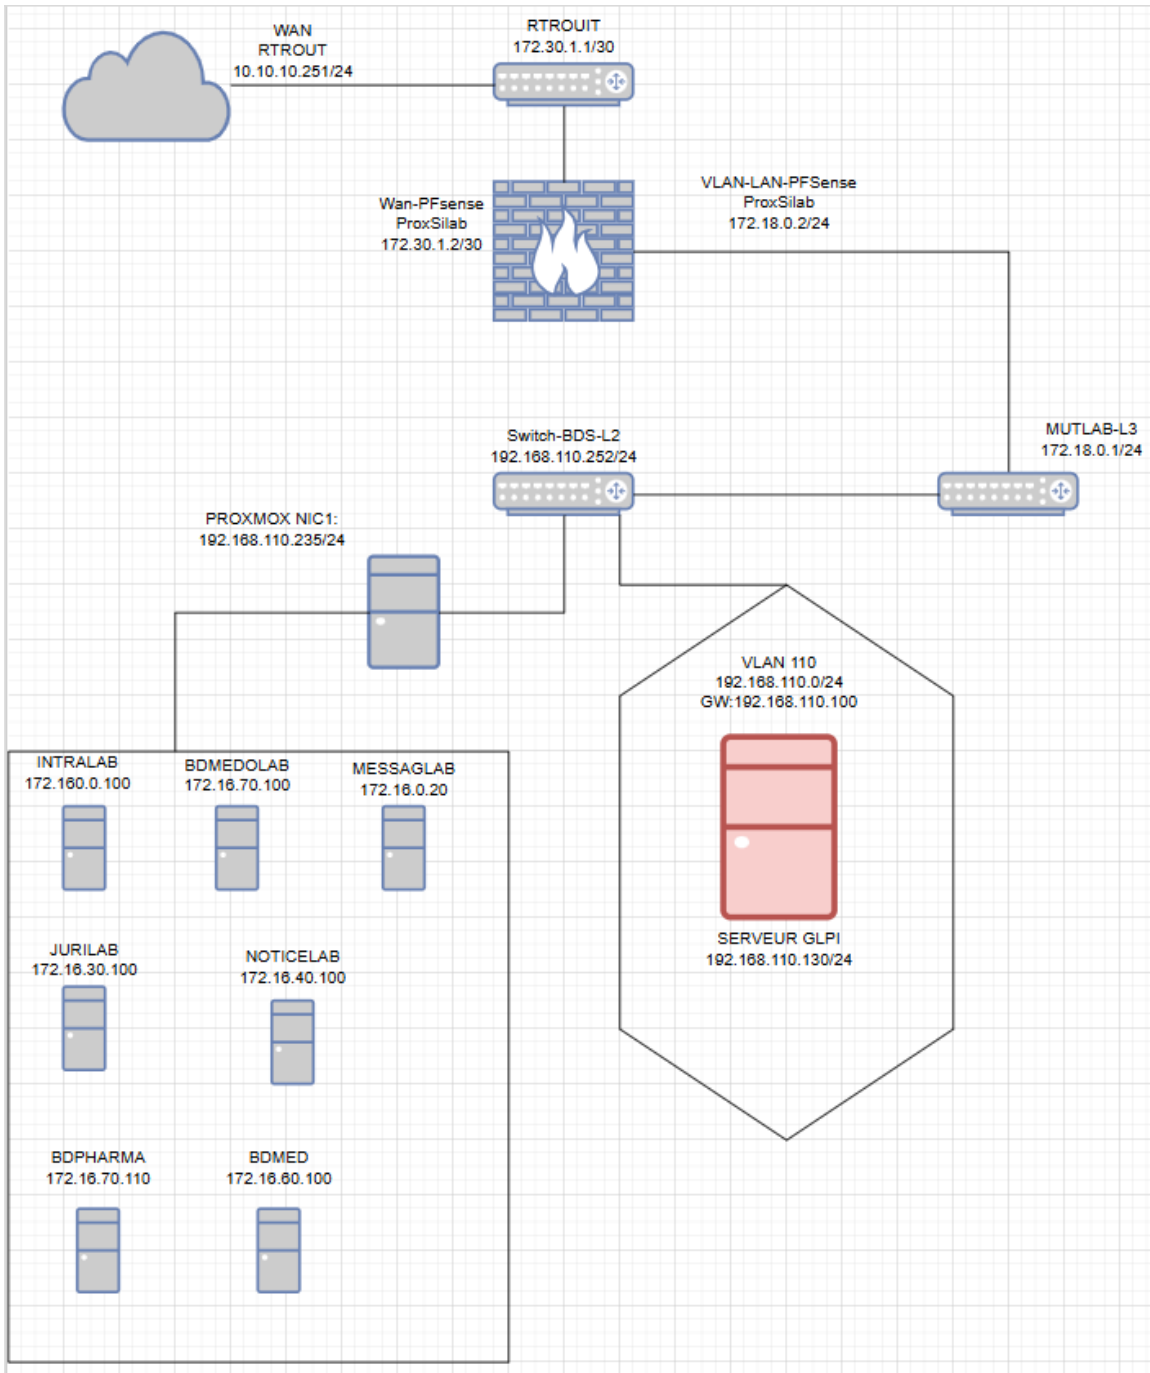 WAN
RTROUT
10.10.10.251/24
RTROUIT
172.30.1.1/30
Wan-PFsense
ProxSilab
172.30.1.2/30
VLAN-LAN-PFSense
ProxSilab
172.18.0.2/24
Switch-BDS-L2
192.168.110.252/24
MUTLAB-L3
172.18.0.1/24
PROXMOX NIC1:
192.168.110.235/24
VLAN 110
192.168.110.0/24
GW:192.168.110.100
SERVEUR GLPI
192.168.110.130/24
INTRALAB
172.160.0.100
BDMEDOLAB
172.16.70.100
MESSAGLAB
172.16.0.20
JURILAB
172.16.30.100
NOTICELAB
172.16.40.100
BDPHARMA
172.16.70.110
BDMED
172.16.60.100